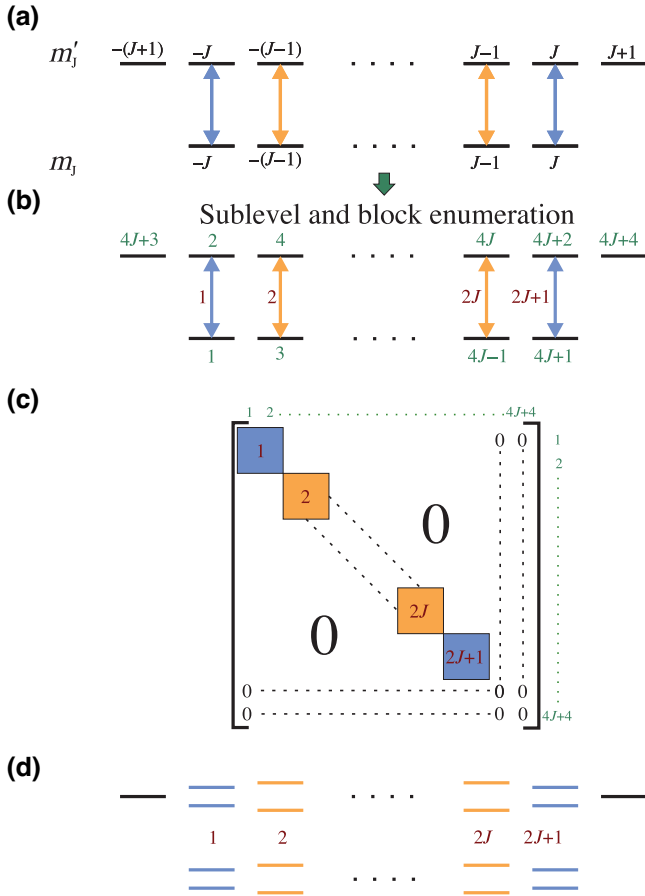 (a)
m′J −(J+1) −J −(J−1) . . . . J−1 J J+1
mJ −J −(J−1) . . . . J−1 J
(b)
Sublevel and block enumeration
4J+3 2 4 . . . . 4J 4J+2 4J+4
1 2 2J 2J+1
1 3 . . . . 4J−1 4J+1
(c)
1 2 4J+4
0 0 1
1
2
2
0
0
2J
2J+1
0 0 0
0 0 0 4J+4
(d)
. . . .
1 2 2J 2J+1
. . . .